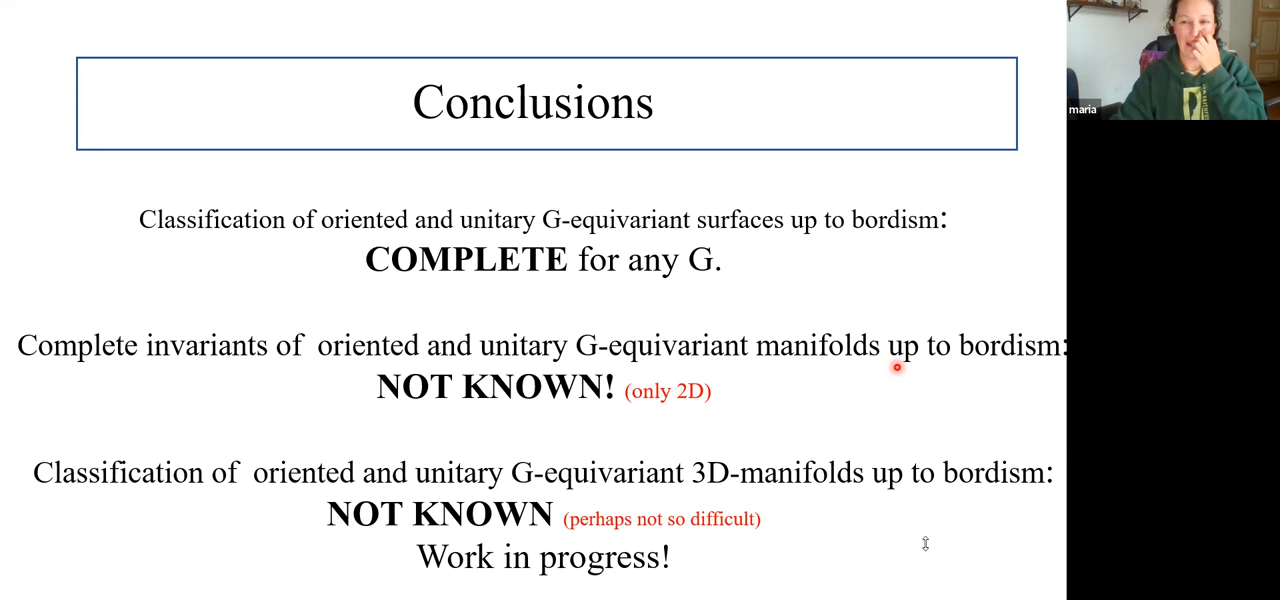 Conclusions
Classification of oriented and unitary G-equivariant surfaces up to bordism:
COMPLETE for any G.
Complete invariants of oriented and unitary G-equivariant manifolds up to bordism:
NOT KNOWN! (only 2D)
Classification of oriented and unitary G-equivariant 3D-manifolds up to bordism:
NOT KNOWN (perhaps not so difficult)
Work in progress!
maria